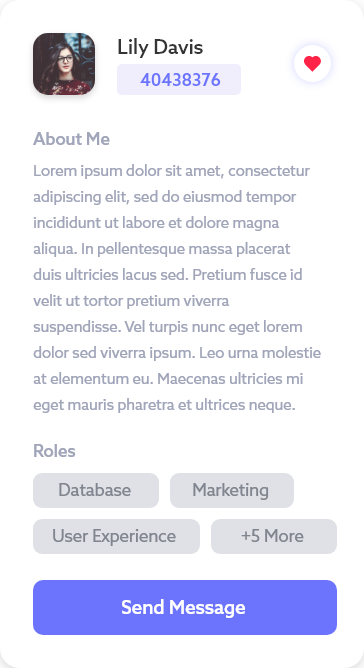 Lily Davis
40438376
About Me
Lorem ipsum dolor sit amet, consectetur
adipiscing elit, sed do eiusmod tempor
incididunt ut labore et dolore magna
aliqua. In pellentesque massa placerat
duis ultricies lacus sed. Pretium fusce id
velit ut tortor pretium viverra
suspendisse. Vel turpis nunc eget lorem
dolor sed viverra ipsum. Leo urna molestie
at elementum eu. Maecenas ultricies mi
eget mauris pharetra et ultrices neque.
Roles
Database
Marketing
User Experience
+5 More
Send Message